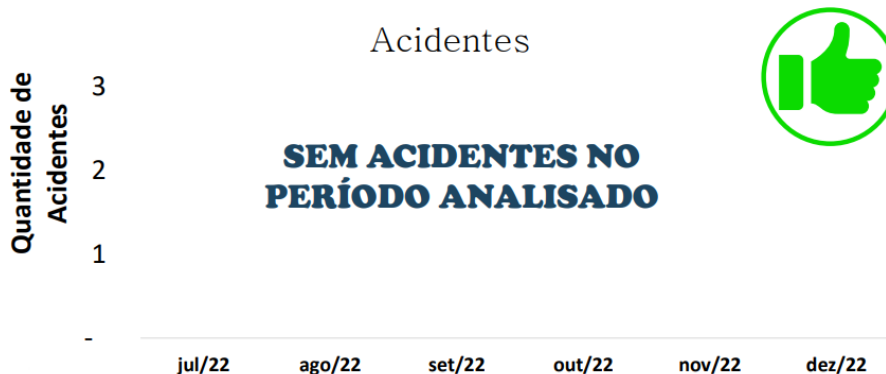 Acidentes
Quantidade de
Acidentes
3
2
1
-
SEM ACIDENTES NO
PERÍODO ANALISADO
jul/22 ago/22 set/22 out/22 nov/22 dez/22